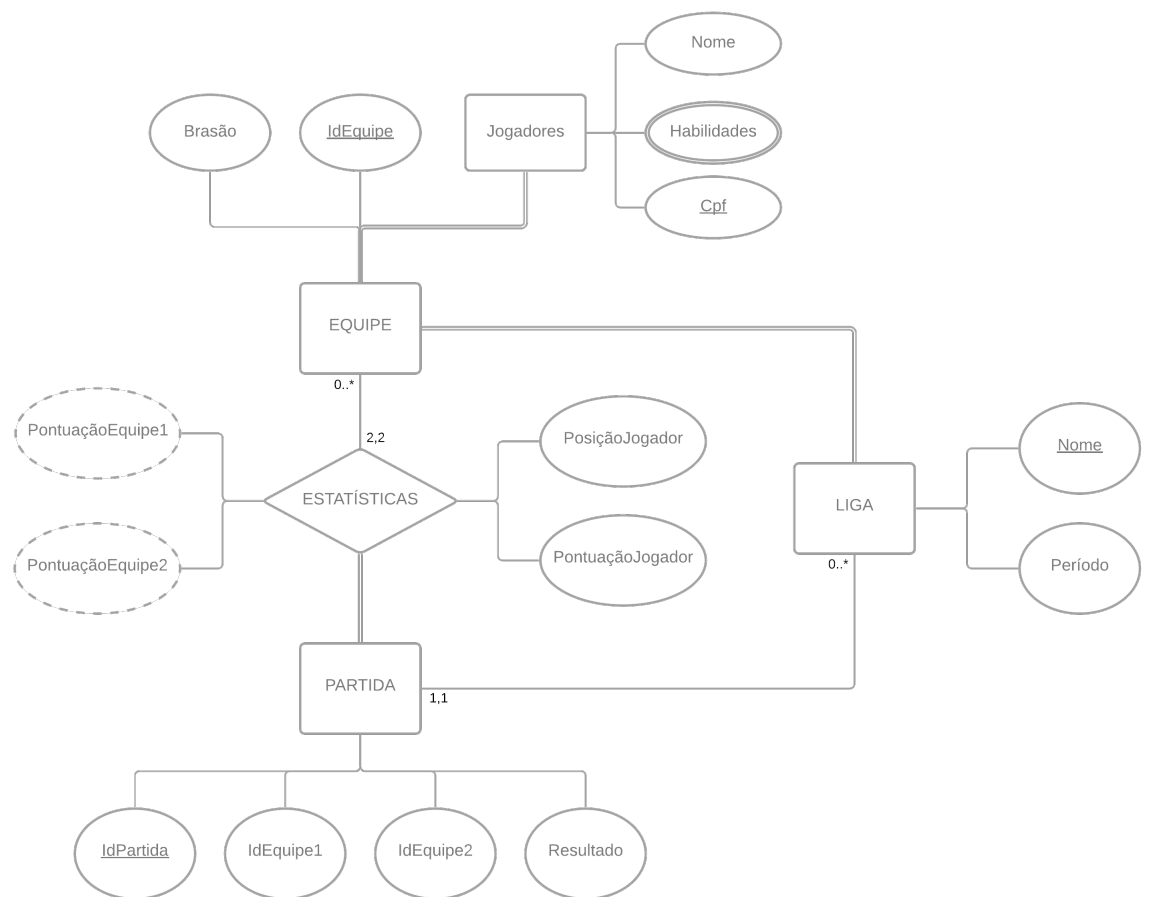 Nome
Brasão
IdEquipe
Jogadores
Habilidades
Cpf
EQUIPE
0..*
PontuaçãoEquipe1
2,2
PosiçãoJogador
Nome
ESTATÍSTICAS
LIGA
PontuaçãoEquipe2
PontuaçãoJogador
0..*
Período
PARTIDA
1,1
IdPartida
IdEquipe1
IdEquipe2
Resultado